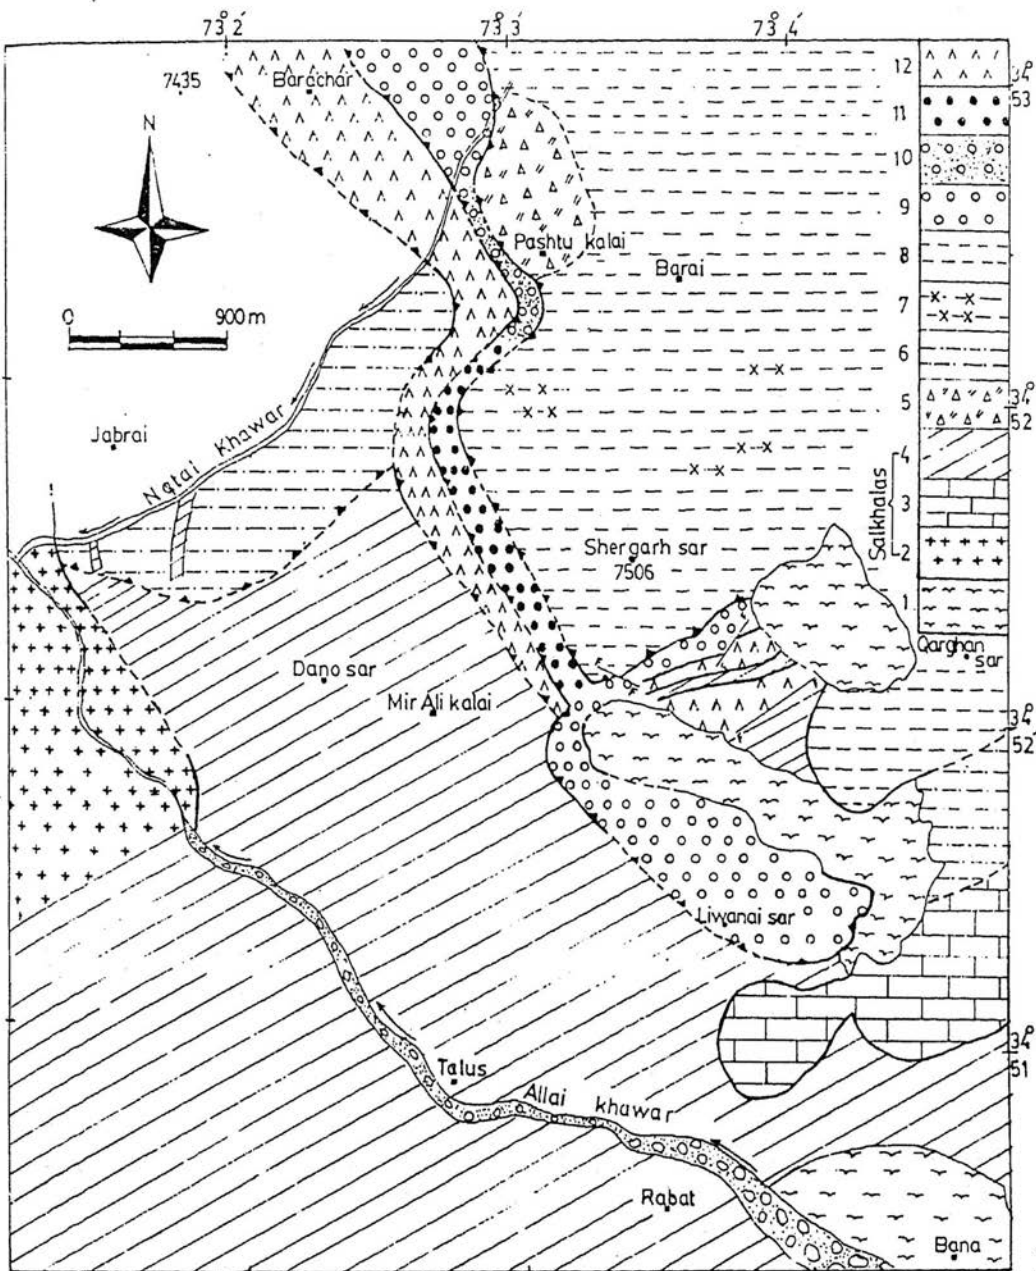 73°2'
73°3'
73°4'
7435
Barachar
12
34°
53
11
N
10
9
Pashtu kalai
Barai
8
0
900m
7
6
5
34°
52
Jabrai
Natai Khawar
4
Salkhalas
3
Shergarh sar
7506
2
1
Qarghan
sar
Dano sar
Mir Ali kalai
34°
52
Liwanai sar
34°
51
Talus
Allai khawar
Rabat
Bana